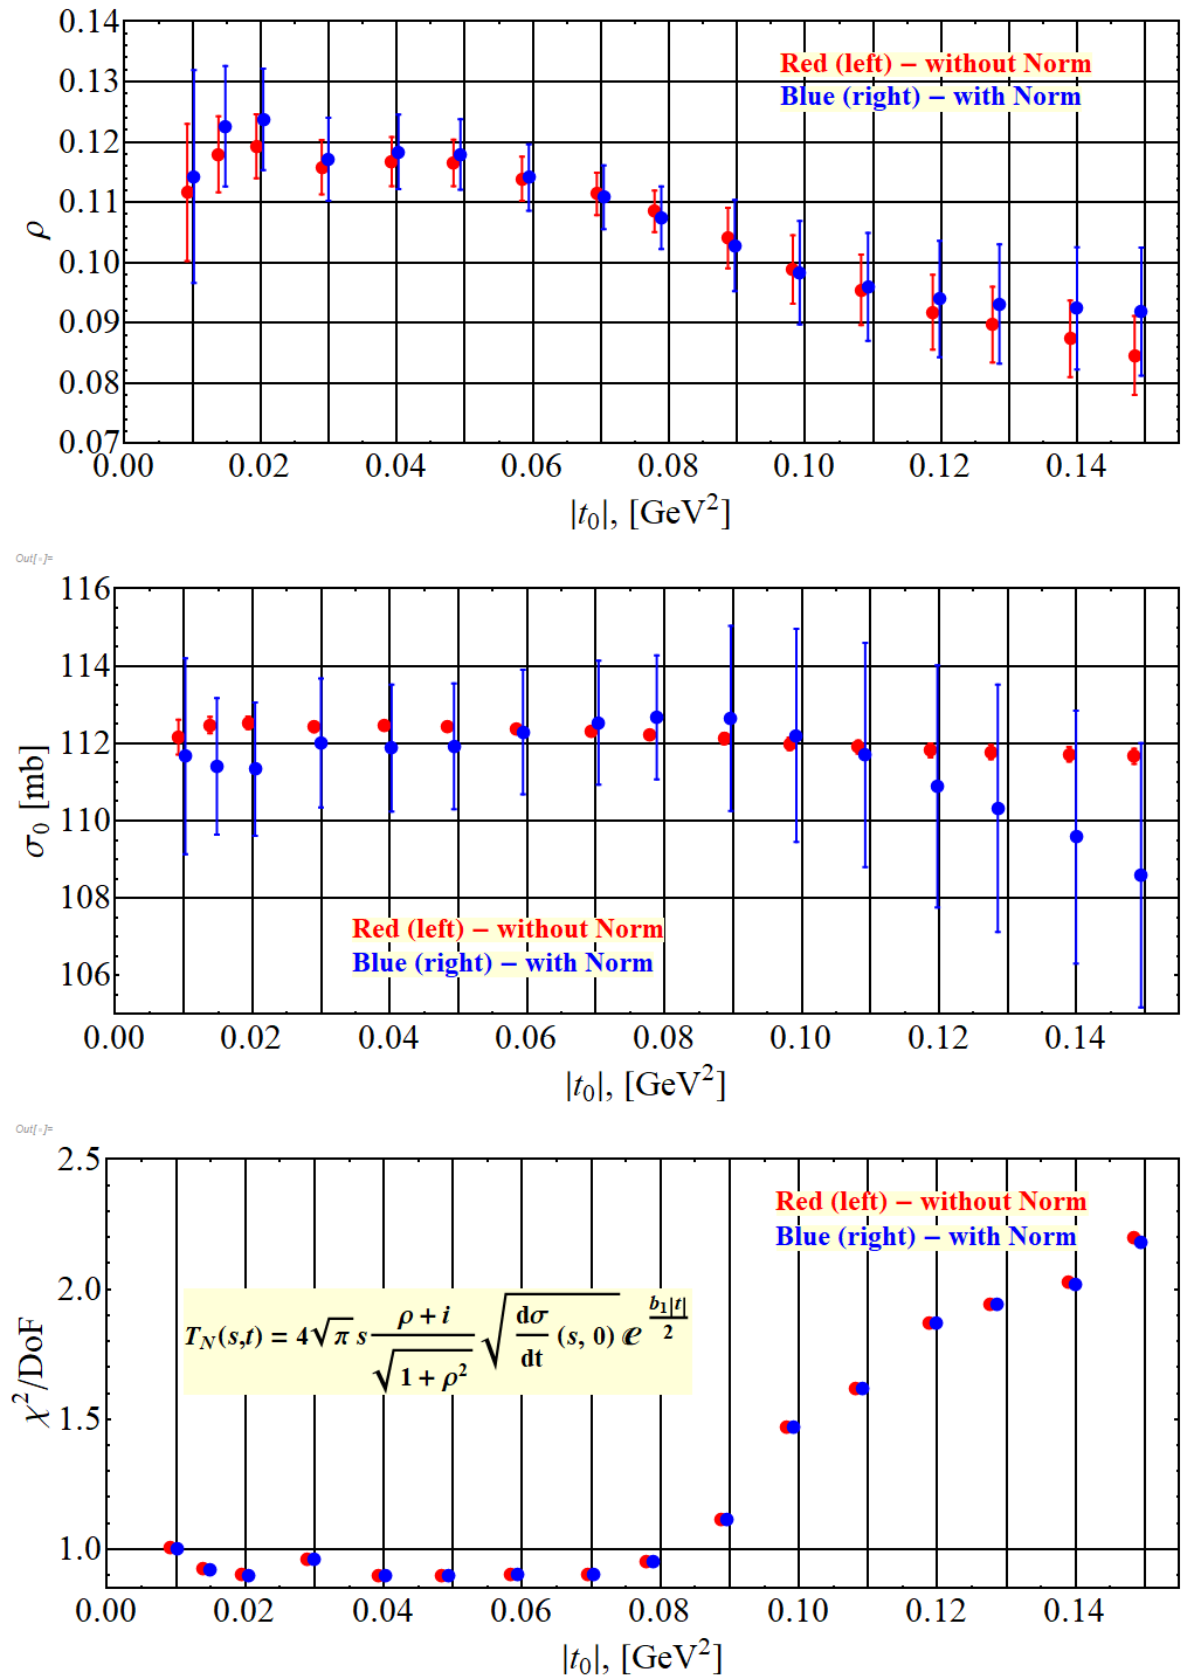 0.14
0.13
0.12
0.11
0.10
0.09
0.08
0.07
ρ
Red (left) – without Norm
Blue (right) – with Norm
0.00 0.02 0.04 0.06 0.08 0.10 0.12 0.14
|t₀|, [GeV²]
Out[◦]=
116
114
112
110
108
106
σ₀ [mb]
Red (left) – without Norm
Blue (right) – with Norm
0.00 0.02 0.04 0.06 0.08 0.10 0.12 0.14
|t₀|, [GeV²]
Out[◦]=
2.5
2.0
1.5
1.0
χ²/DoF
Red (left) – without Norm
Blue (right) – with Norm
T_N(s,t) = 4√π s (ρ + i)/√(1 + ρ²) √(dσ/dt (s, 0)) e^(b₁|t|/2)
0.00 0.02 0.04 0.06 0.08 0.10 0.12 0.14
|t₀|, [GeV²]